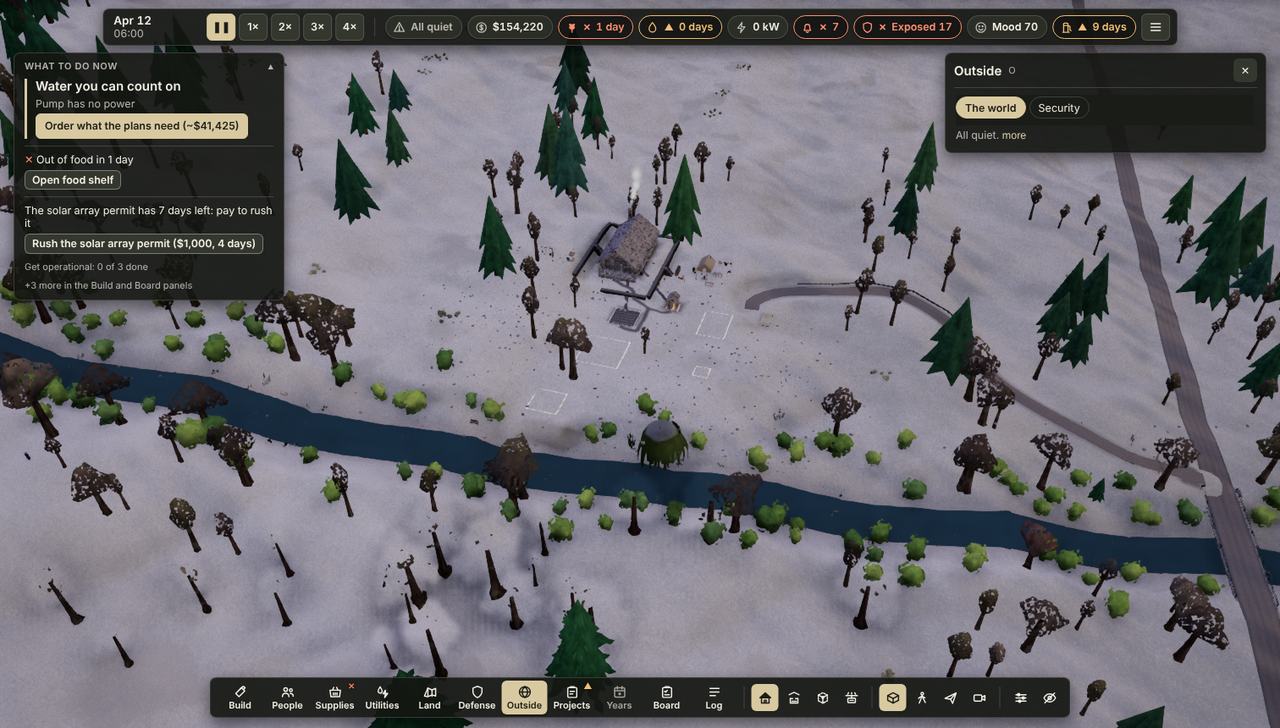 Apr 12
06:00
1×
2×
3×
4×
All quiet
$154,220
× 1 day
▲ 0 days
0 kW
× 7
× Exposed 17
Mood 70
▲ 9 days
WHAT TO DO NOW
Water you can count on
Pump has no power
Order what the plans need (~$41,425)
× Out of food in 1 day
Open food shelf
The solar array permit has 7 days left: pay to rush
it
Rush the solar array permit ($1,000, 4 days)
Get operational: 0 of 3 done
+3 more in the Build and Board panels
Outside O
The world
Security
All quiet. more
Build
People
Supplies
Utilities
Land
Defense
Outside
Projects
Years
Board
Log